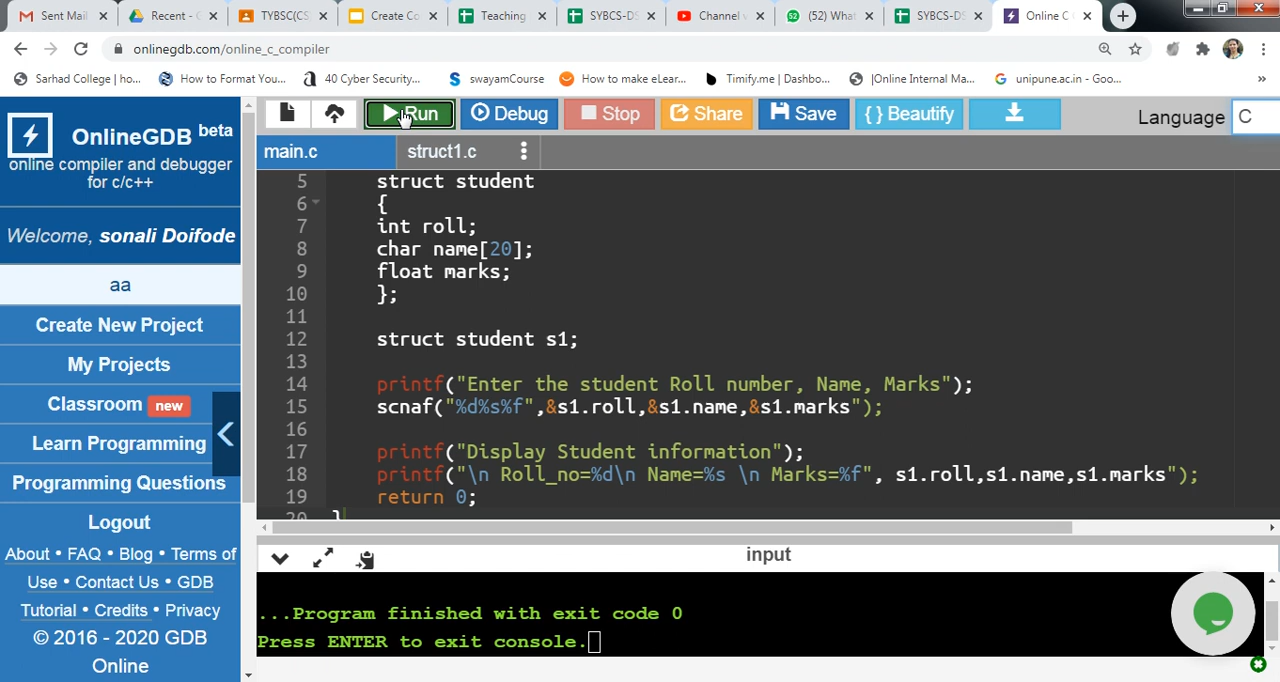 Sent Mail
Recent -
TYBSC(CS
Create Co
Teaching
SYBCS-DS
Channel v
(52) What
SYBCS-DS
Online C
onlinegdb.com/online_c_compiler
Sarhad College | ho...
How to Format You...
40 Cyber Security...
swayamCourse
How to make eLear...
Timify.me | Dashbo...
|Online Internal Ma...
unipune.ac.in - Goo...
»
Run
Debug
Stop
Share
Save
{ } Beautify
Language
C
OnlineGDB beta
online compiler and debugger
for c/c++
Welcome, sonali Doifode
aa
Create New Project
My Projects
Classroom new
Learn Programming
Programming Questions
Logout
About • FAQ • Blog • Terms of
Use • Contact Us • GDB
Tutorial • Credits • Privacy
© 2016 - 2020 GDB
Online
main.c
struct1.c
5 struct student
6 {
7 int roll;
8 char name[20];
9 float marks;
10 };
11
12 struct student s1;
13
14 printf("Enter the student Roll number, Name, Marks");
15 scnaf("%d%s%f",&s1.roll,&s1.name,&s1.marks");
16
17 printf("Display Student information");
18 printf("\n Roll_no=%d\n Name=%s \n Marks=%f", s1.roll,s1.name,s1.marks");
19 return 0;
20 }
input
...Program finished with exit code 0
Press ENTER to exit console.